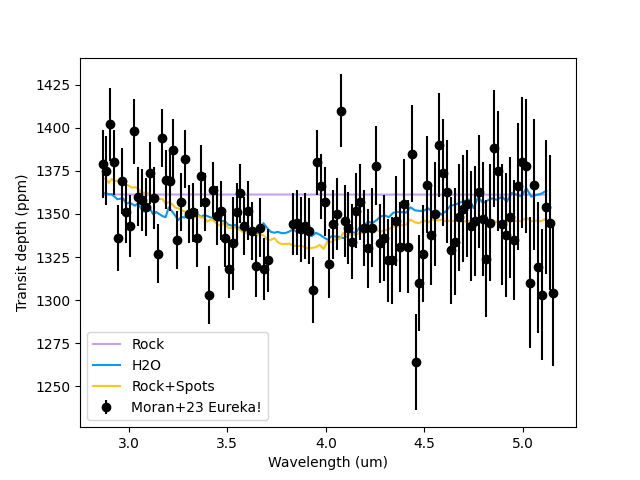 1425
1400
1375
1350
1325
1300
1275
1250
Transit depth (ppm)
Rock
H2O
Rock+Spots
Moran+23 Eureka!
3.0 3.5 4.0 4.5 5.0
Wavelength (um)